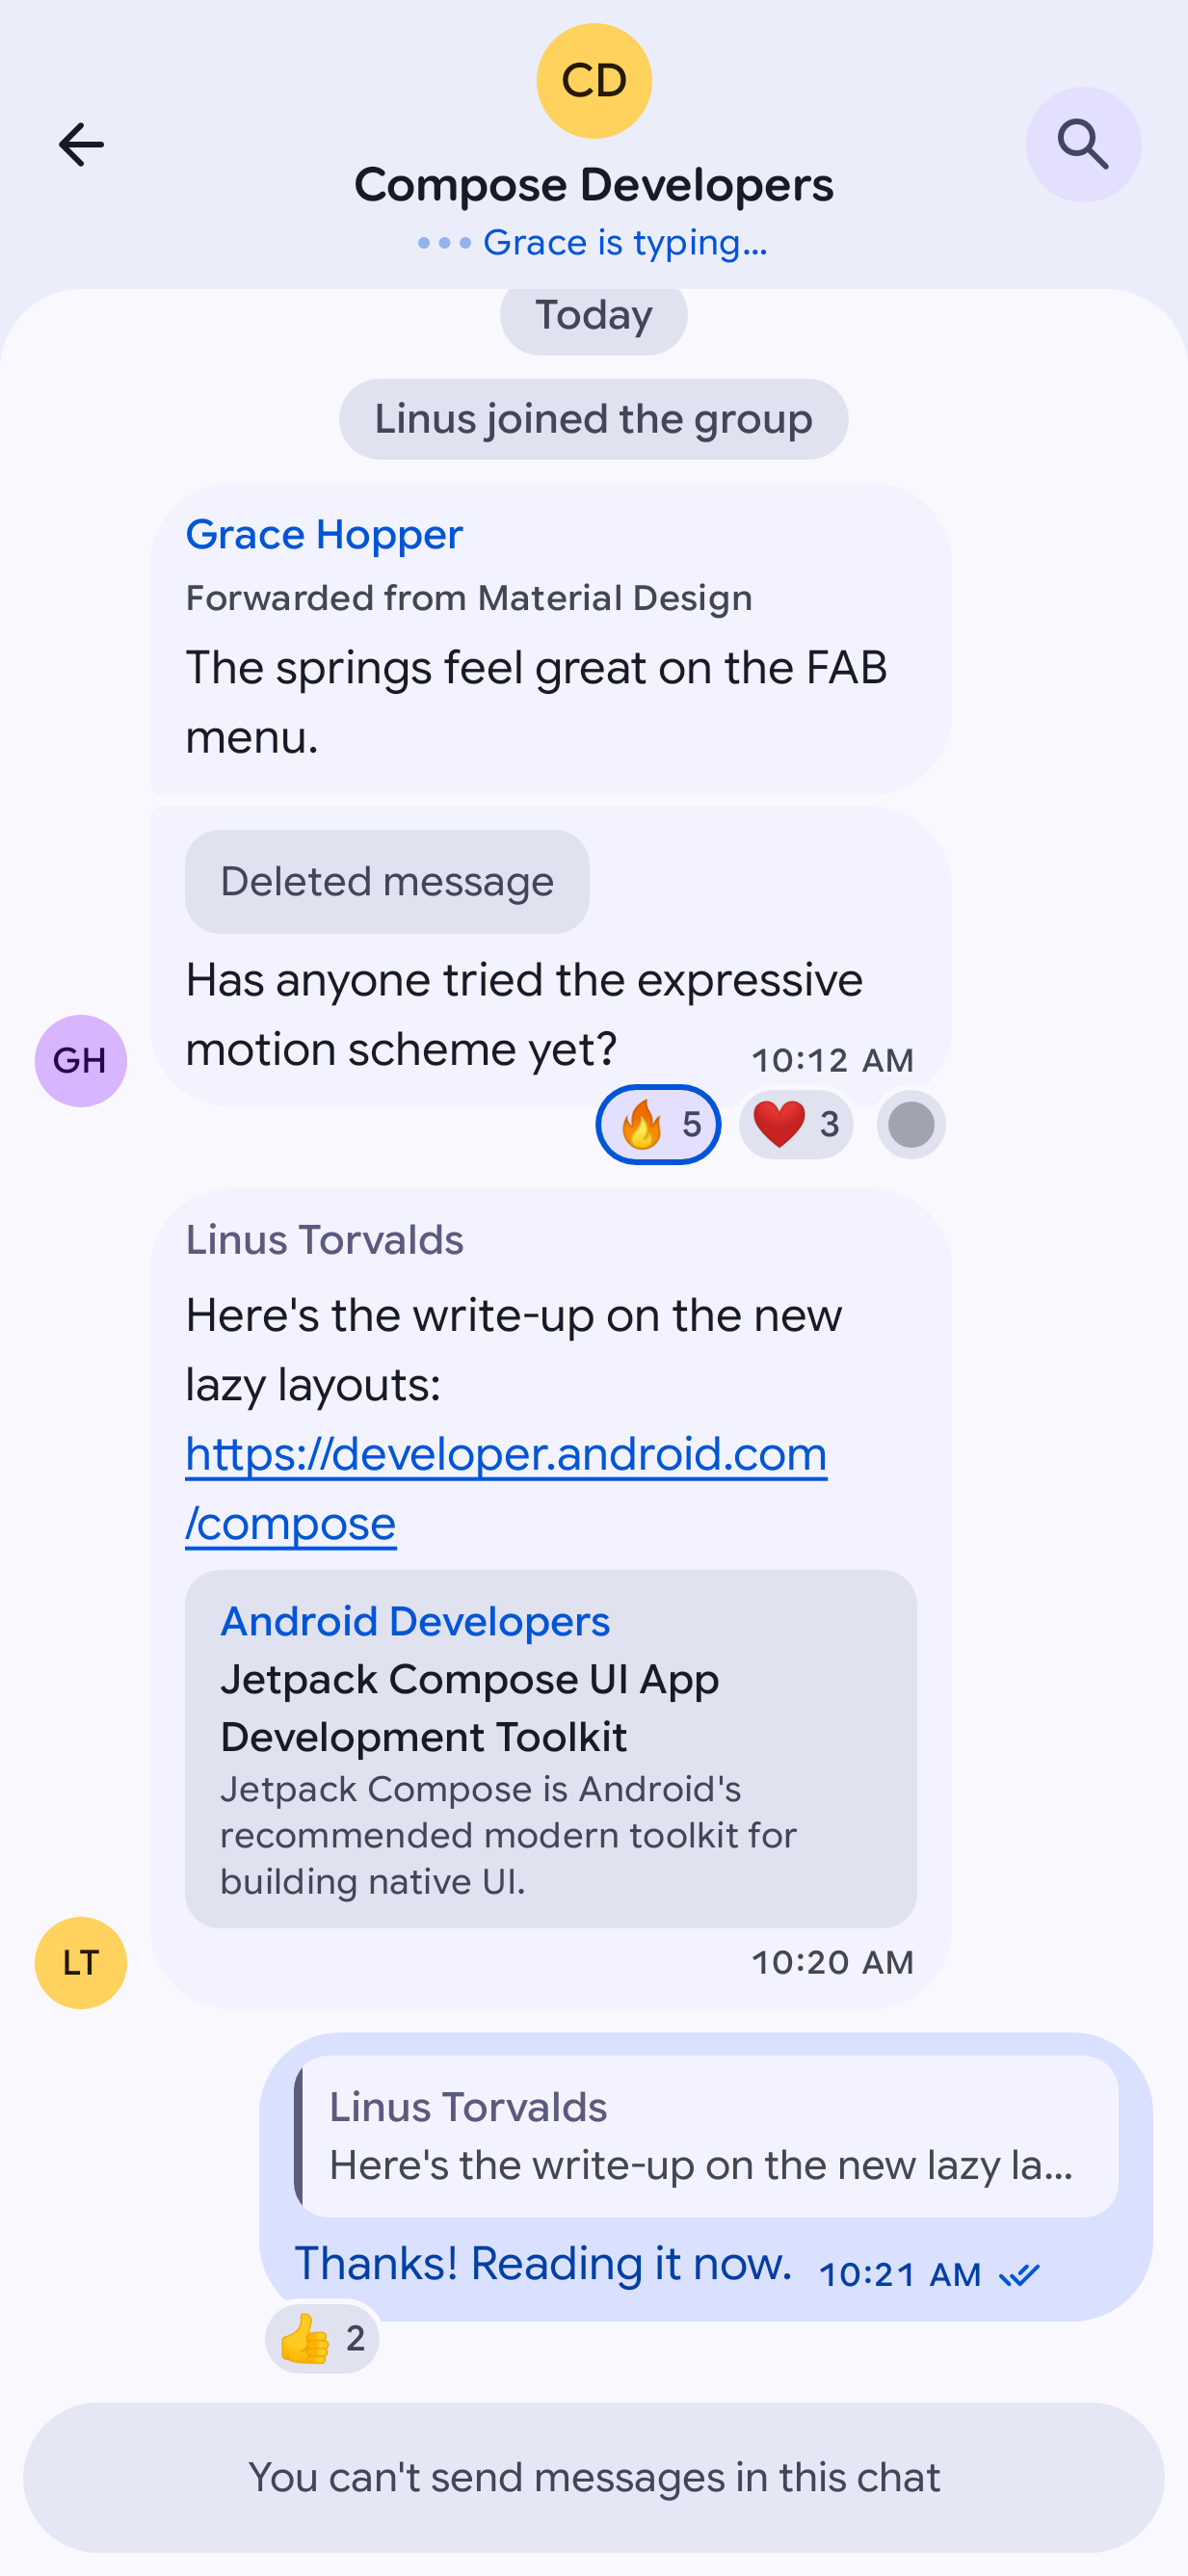 CD
Compose Developers
Grace is typing...
Today
Linus joined the group
Grace Hopper
Forwarded from Material Design
The springs feel great on the FAB
menu.
Deleted message
Has anyone tried the expressive
motion scheme yet?
10:12 AM
GH
🔥 5
❤️ 3
Linus Torvalds
Here's the write-up on the new
lazy layouts:
https://developer.android.com
/compose
Android Developers
Jetpack Compose UI App
Development Toolkit
Jetpack Compose is Android's
recommended modern toolkit for
building native UI.
LT
10:20 AM
Linus Torvalds
Here's the write-up on the new lazy la...
Thanks! Reading it now. 10:21 AM
👍 2
You can't send messages in this chat